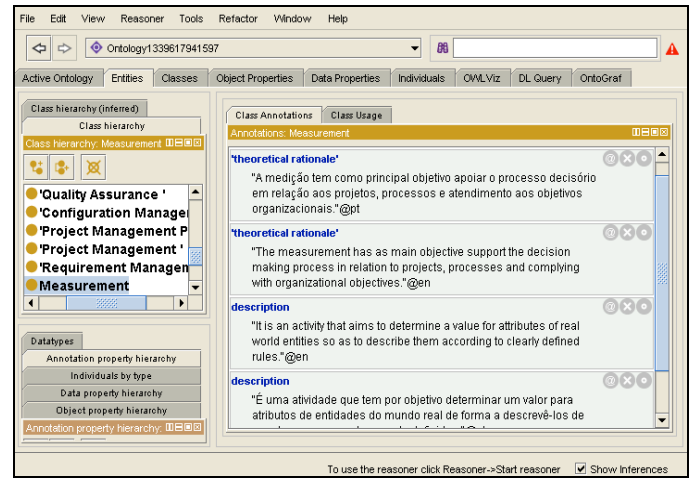 File Edit View Reasoner Tools Refactor Window Help
Ontology1339617941597
Active Ontology Entities Classes Object Properties Data Properties Individuals OWLViz DL Query OntoGraf
Class hierarchy (inferred)
Class hierarchy
Class hierarchy: Measurement
'Quality Assurance '
'Configuration Manage
'Project Management P
'Project Management '
'Requirement Managen
Measurement
Datatypes
Annotation property hierarchy
Individuals by type
Data property hierarchy
Object property hierarchy
Annotation property hierarchy:
Class Annotations Class Usage
Annotations: Measurement
'theoretical rationale'
"A medição tem como principal objetivo apoiar o processo decisório
em relação aos projetos, processos e atendimento aos objetivos
organizacionais."@pt
'theoretical rationale'
"The measurement has as main objective support the decision
making process in relation to projects, processes and complying
with organizational objectives."@en
description
"It is an activity that aims to determine a value for attributes of real
world entities so as to describe them according to clearly defined
rules."@en
description
"É uma atividade que tem por objetivo determinar um valor para
atributos de entidades do mundo real de forma a descrevê-los de
To use the reasoner click Reasoner->Start reasoner Show Inferences